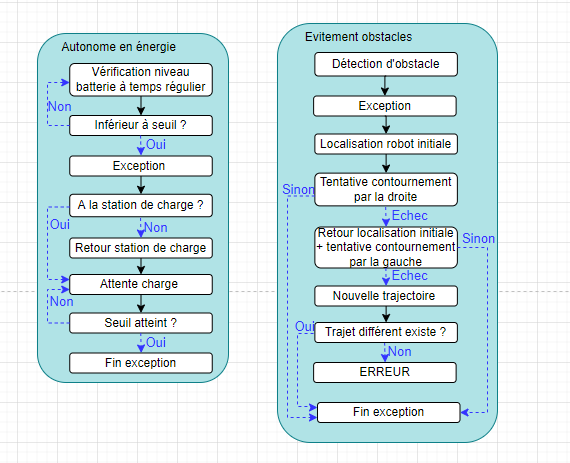 Autonome en énergie
Vérification niveau
batterie à temps régulier
Non
Inférieur à seuil ?
Oui
Exception
A la station de charge ?
Oui
Non
Retour station de charge
Attente charge
Non
Seuil atteint ?
Oui
Fin exception
Evitement obstacles
Détection d'obstacle
Exception
Localisation robot initiale
Sinon
Tentative contournement
par la droite
Echec
Retour localisation initiale
+ tentative contournement
par la gauche
Sinon
Echec
Nouvelle trajectoire
Oui
Trajet différent existe ?
Non
ERREUR
Fin exception